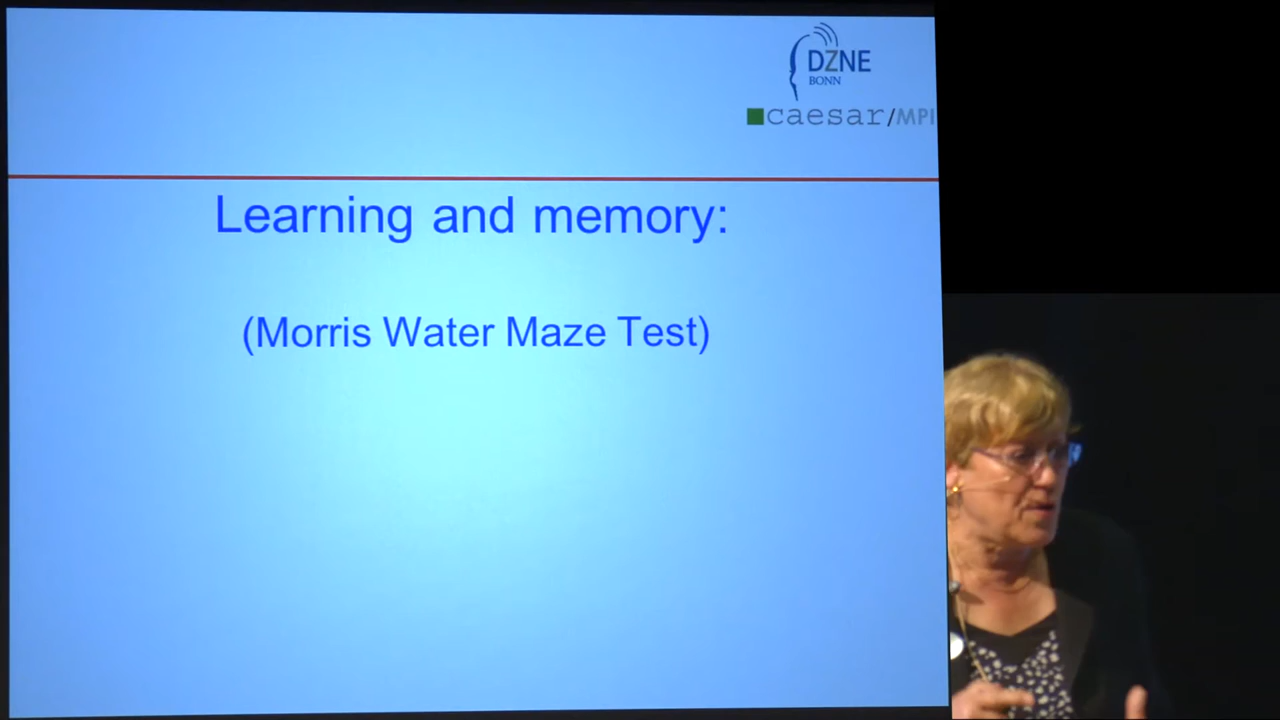 DZNE
BONN
caesar/MPI
Learning and memory:
(Morris Water Maze Test)